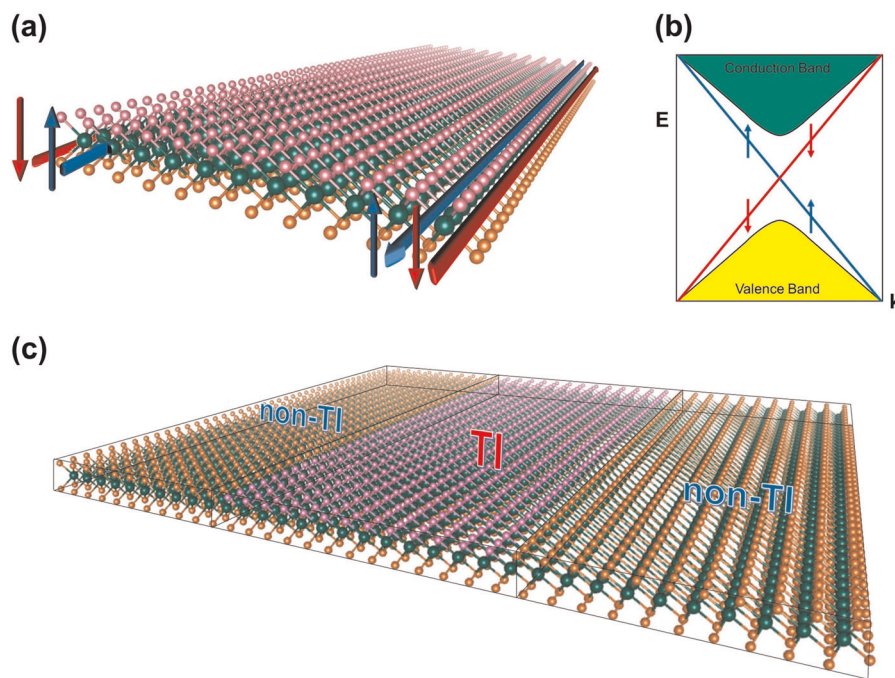 (a)
(b)
Conduction Band
E
Valence Band
k
(c)
non-TI
TI
non-TI